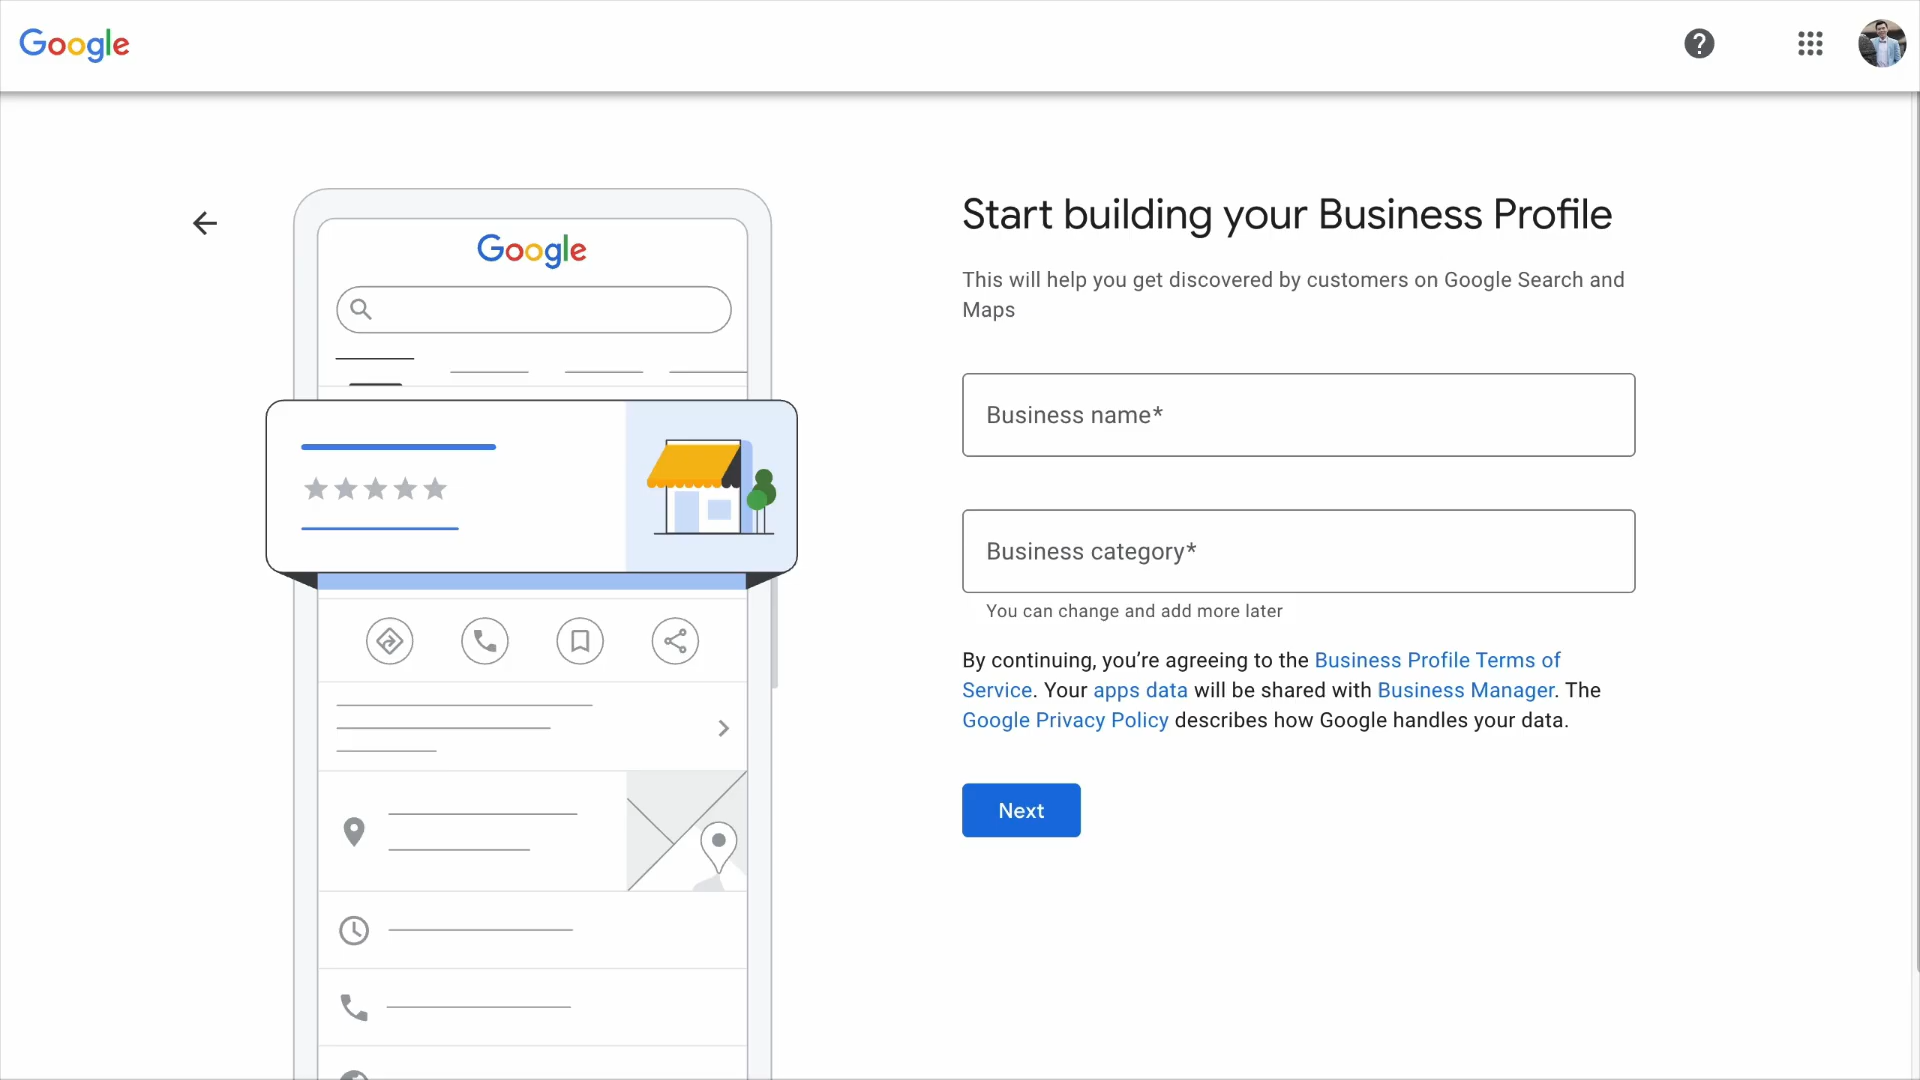 Google
Google
Start building your Business Profile
This will help you get discovered by customers on Google Search and
Maps
Business name*
Business category*
You can change and add more later
By continuing, you’re agreeing to the Business Profile Terms of
Service. Your apps data will be shared with Business Manager. The
Google Privacy Policy describes how Google handles your data.
Next